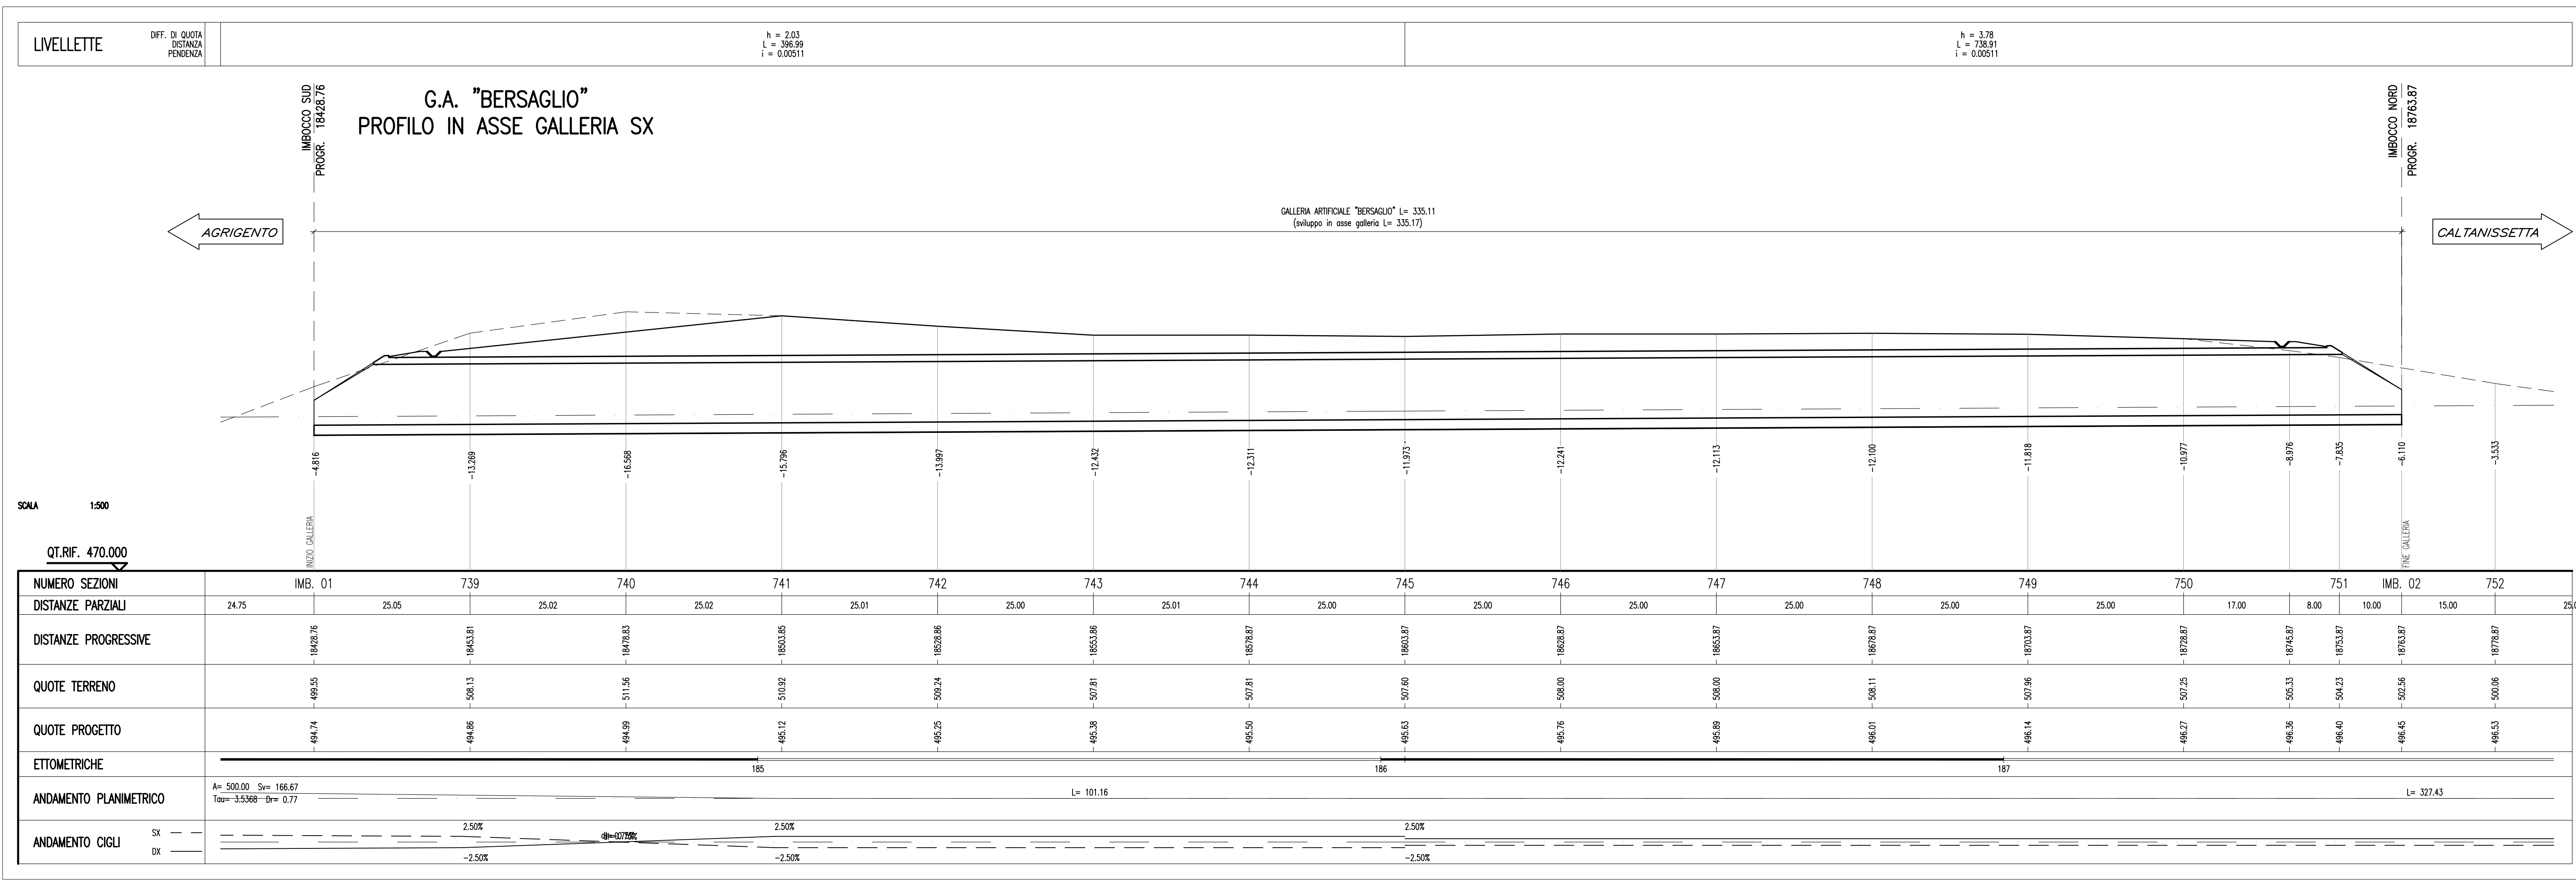 LIVELLETTE
DIFF. DI QUOTA
DISTANZA
PENDENZA
h = 2.03
L = 396.99
i = 0.00511
h = 3.78
L = 738.91
i = 0.00511
IMBOCCO SUD
PROGR. 18428.76
G.A. "BERSAGLIO"
PROFILO IN ASSE GALLERIA SX
IMBOCCO NORD
PROGR. 18763.87
AGRIGENTO
GALLERIA ARTIFICIALE "BERSAGLIO" L= 335.11
(sviluppo in asse galleria L= 335.17)
CALTANISSETTA
-4.816 -13.269 -16.568 -15.796 -13.997 -12.432 -12.311 -11.973 -12.241 -12.113 -12.100 -11.818 -10.977 -8.976 -7.835 -6.110 -3.533
SCALA 1:500
INIZIO GALLERIA
FINE GALLERIA
QT.RIF. 470.000
NUMERO SEZIONI IMB. 01 739 740 741 742 743 744 745 746 747 748 749 750 751 IMB. 02 752
DISTANZE PARZIALI 24.75 25.05 25.02 25.02 25.01 25.00 25.01 25.00 25.00 25.00 25.00 25.00 25.00 17.00 8.00 10.00 15.00
DISTANZE PROGRESSIVE 18428.76 18453.81 18478.83 18503.85 18528.86 18553.86 18578.87 18603.87 18628.87 18653.87 18678.87 18703.87 18728.87 18745.87 18753.87 18763.87 18778.87
QUOTE TERRENO 499.55 508.13 511.56 510.92 509.24 507.81 507.81 507.60 508.00 508.00 508.11 507.96 507.25 505.33 504.23 502.56 500.06
QUOTE PROGETTO 494.74 494.86 494.99 495.12 495.25 495.38 495.50 495.63 495.76 495.89 496.01 496.14 496.27 496.36 496.40 496.45 496.53
ETTOMETRICHE 185 186 187
ANDAMENTO PLANIMETRICO
A= 500.00 Sv= 166.67
Tau= 3.5368 Dr= 0.77
L= 101.16
L= 327.43
ANDAMENTO CIGLI
SX
DX
2.50% 2.50% 2.50%
-2.50% -2.50% -2.50%